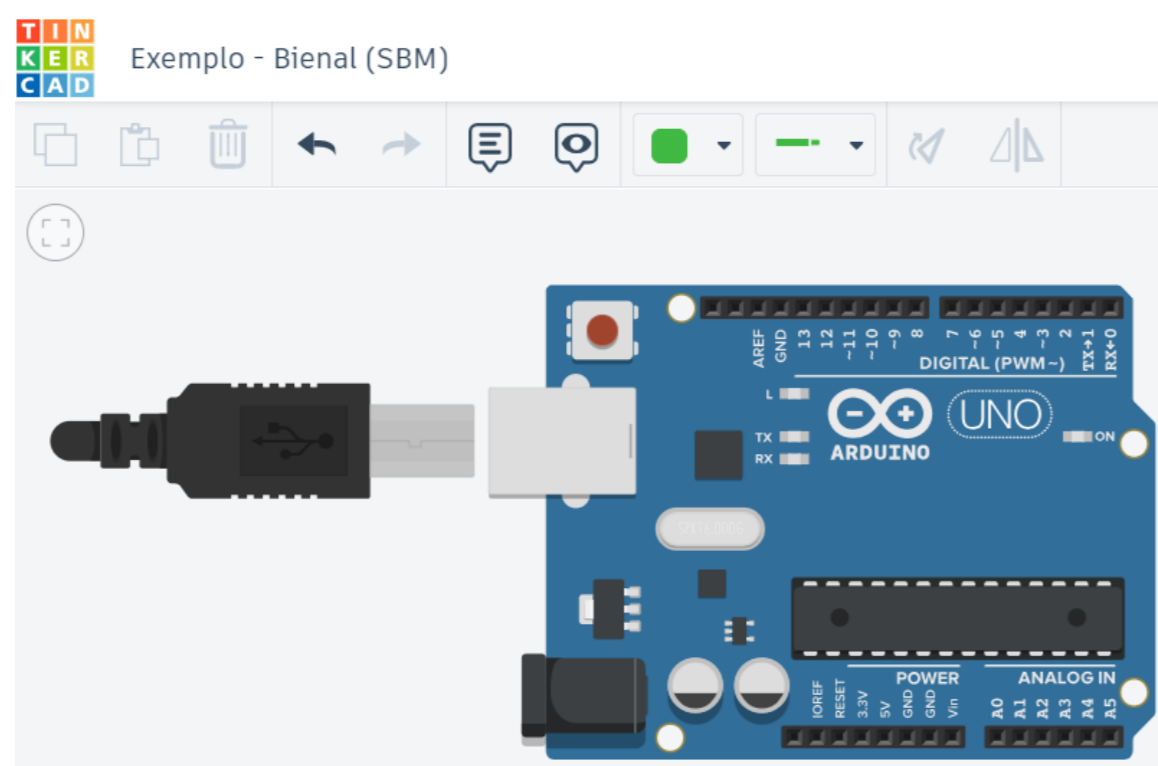 TIN
KER
CAD
Exemplo - Bienal (SBM)
AREF
GND
13
12
~11
~10
~9
8
7
~6
~5
4
~3
2
TX→1
RX←0
DIGITAL (PWM~)
L
TX
RX
ARDUINO
UNO
ON
POWER
ANALOG IN
IOREF
RESET
3.3V
5V
GND
GND
Vin
A0
A1
A2
A3
A4
A5